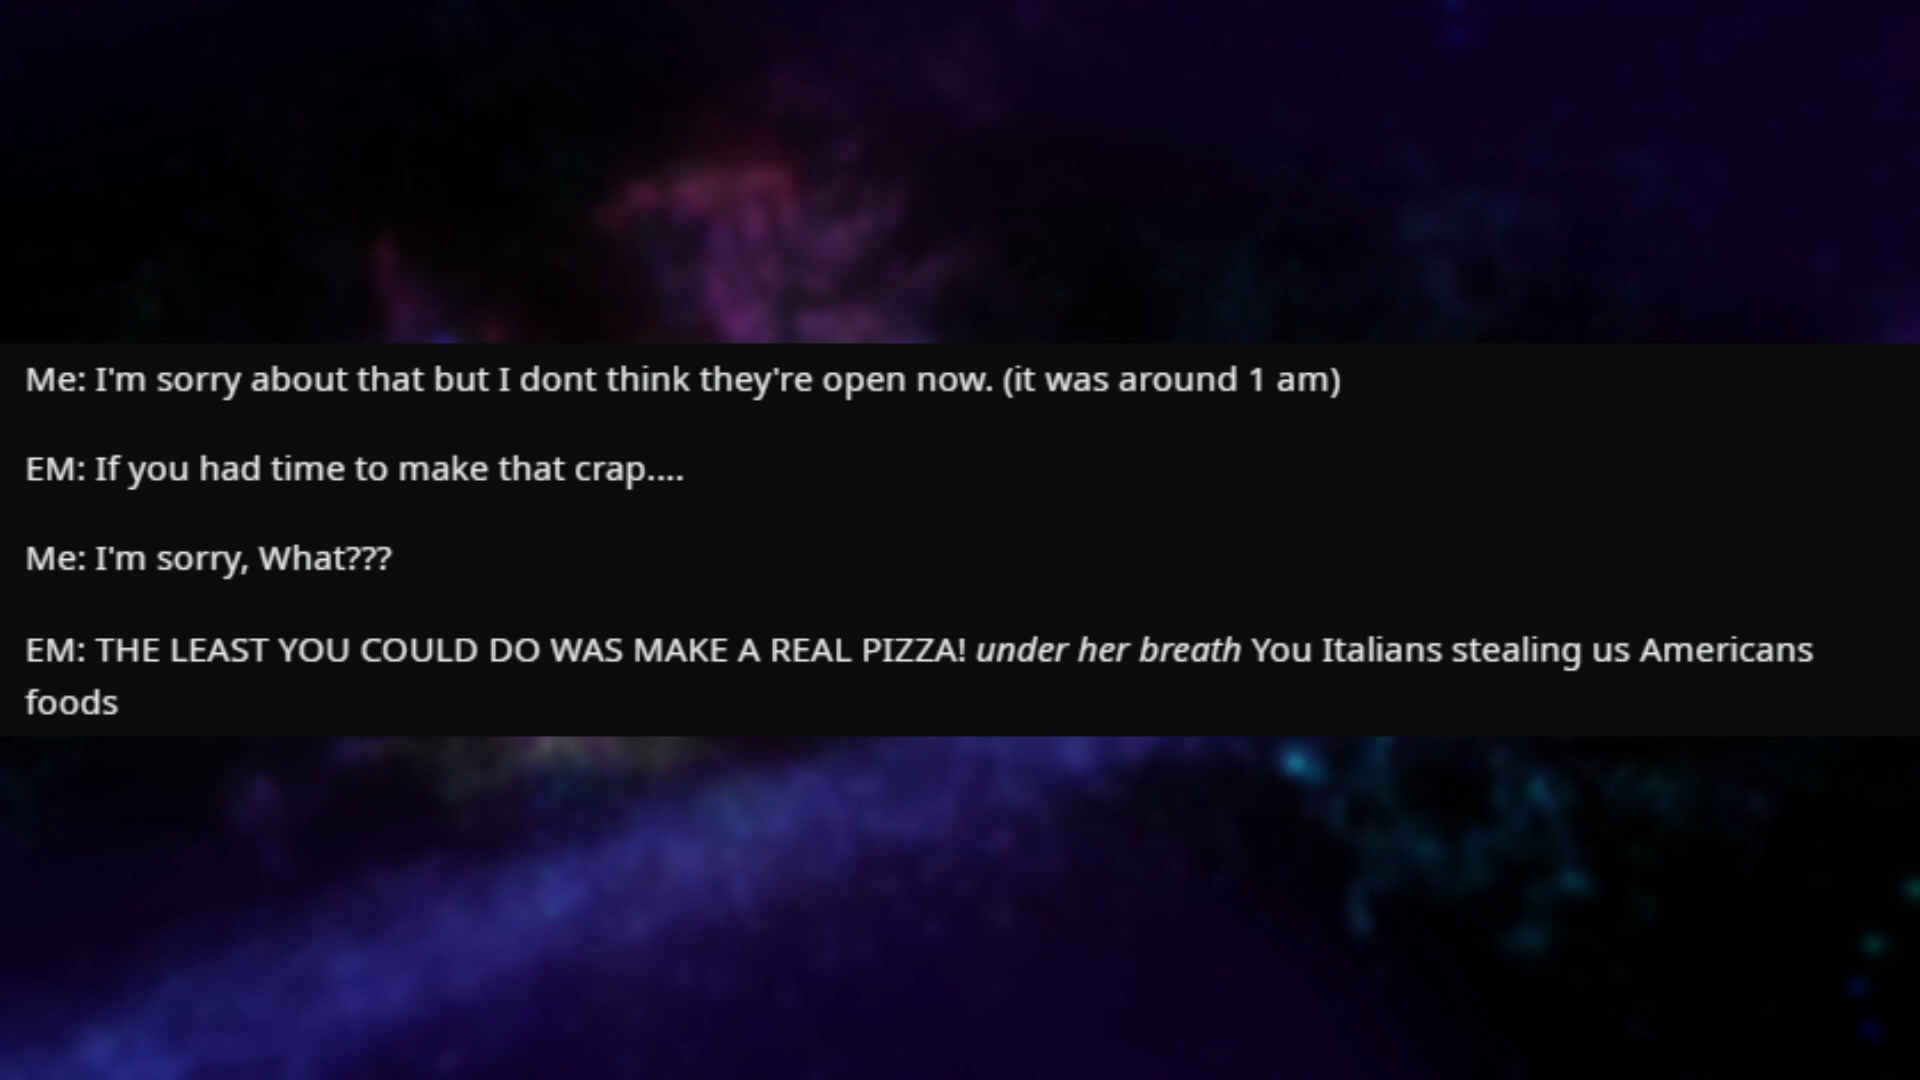 Me: I'm sorry about that but I dont think they're open now. (it was around 1 am)
EM: If you had time to make that crap....
Me: I'm sorry, What???
EM: THE LEAST YOU COULD DO WAS MAKE A REAL PIZZA! under her breath You Italians stealing us Americans
foods